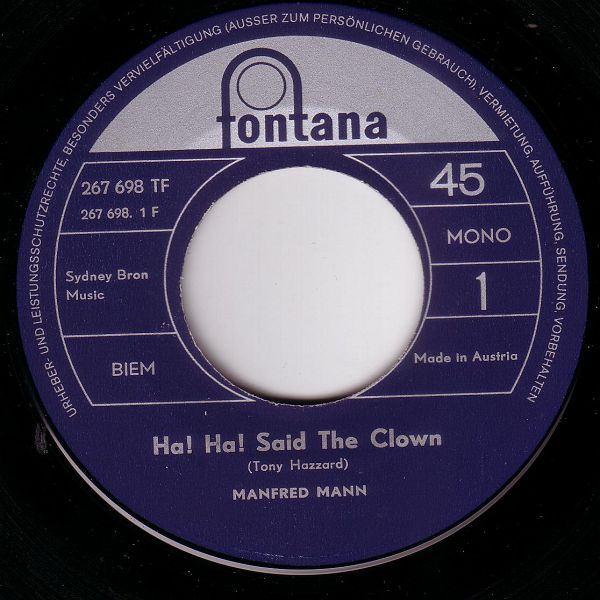 URHEBER- UND LEISTUNGSSCHUTZRECHTE, BESONDERS VERVIELFÄLTIGUNG (AUSSER ZUM PERSÖNLICHEN GEBRAUCH), VERMIETUNG, AUFFÜHRUNG, SENDUNG, VORBEHALTEN
fontana
267 698 TF
267 698. 1 F
45
MONO
Sydney Bron
Music
1
BIEM
Made in Austria
Ha! Ha! Said The Clown
(Tony Hazzard)
MANFRED MANN